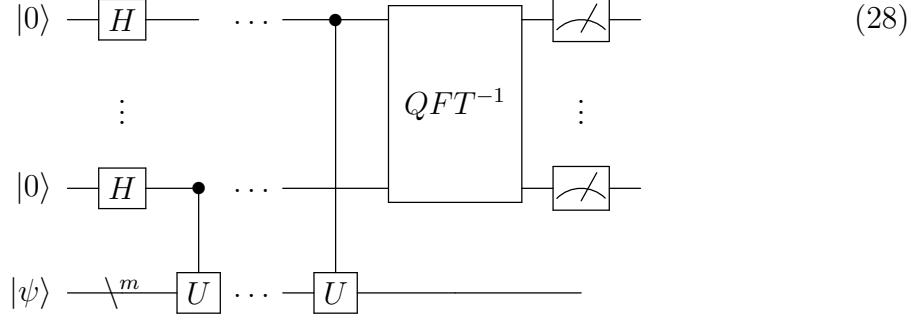 |0⟩ H ⋯ (28)
⋮ QFT⁻¹ ⋮
|0⟩ H ⋯
|ψ⟩ m U ⋯ U